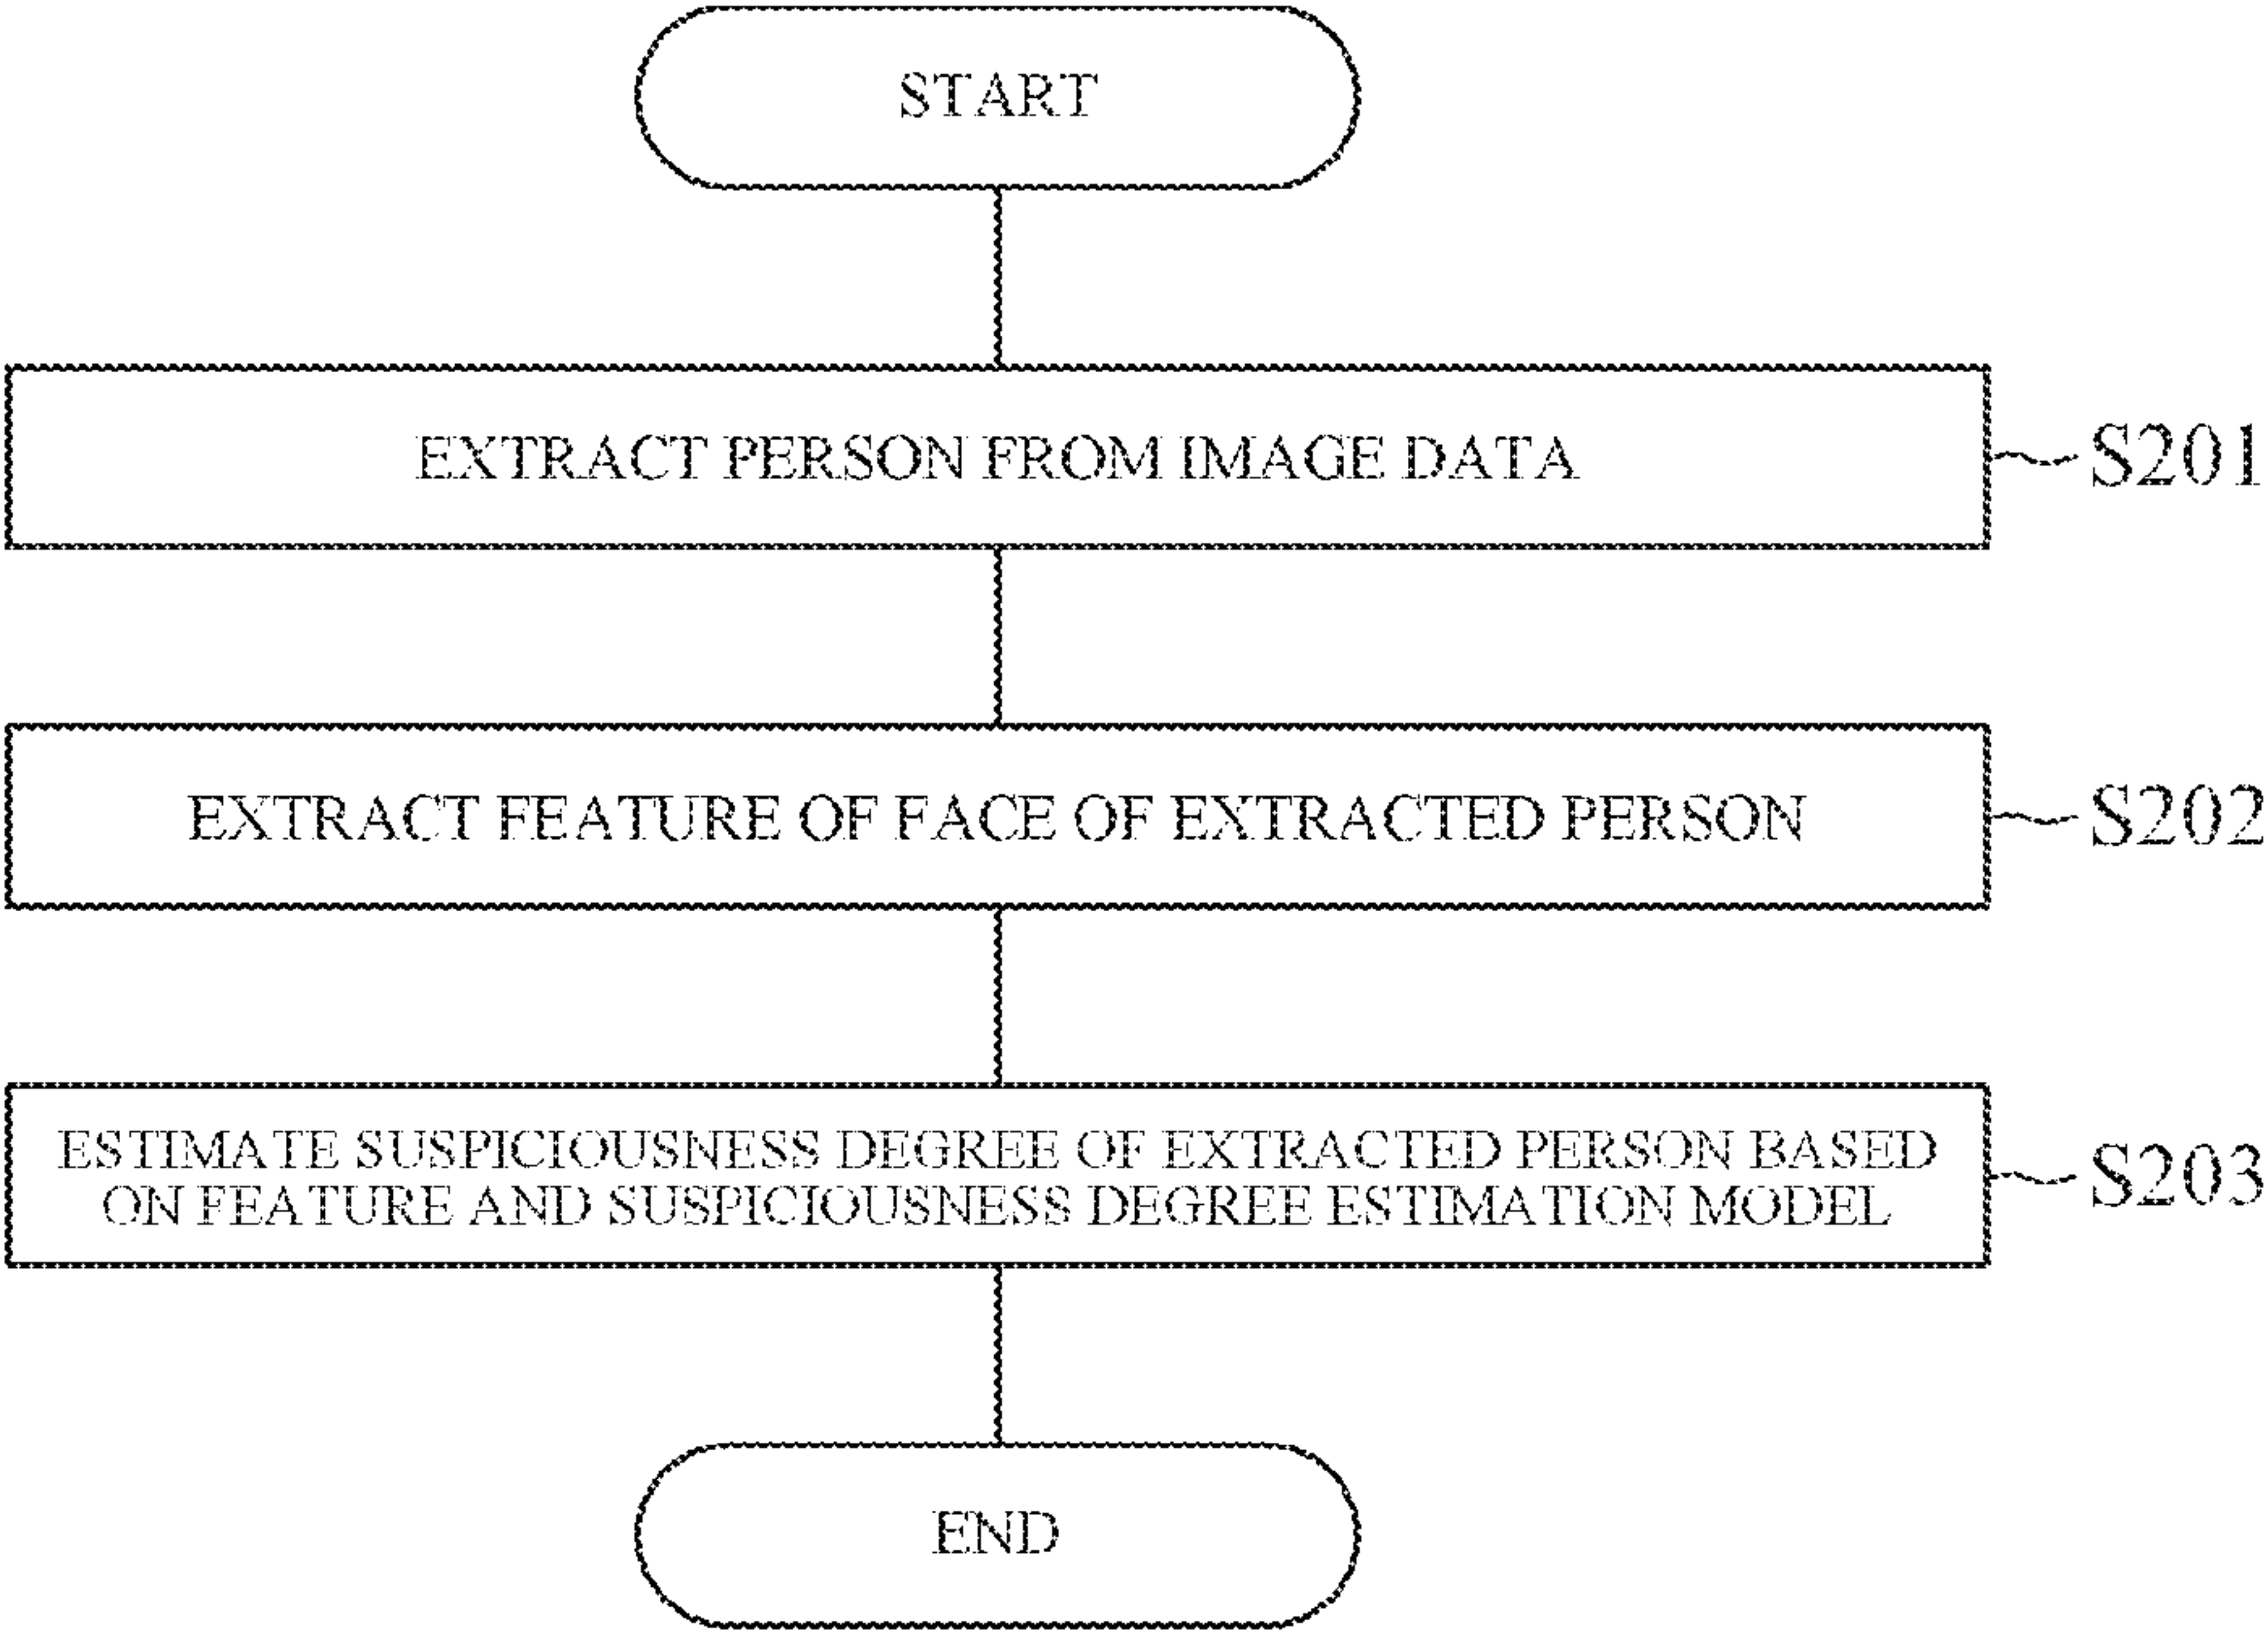 START
EXTRACT PERSON FROM IMAGE DATA
S201
EXTRACT FEATURE OF FACE OF EXTRACTED PERSON
S202
ESTIMATE SUSPICIOUSNESS DEGREE OF EXTRACTED PERSON BASED
ON FEATURE AND SUSPICIOUSNESS DEGREE ESTIMATION MODEL
S203
END